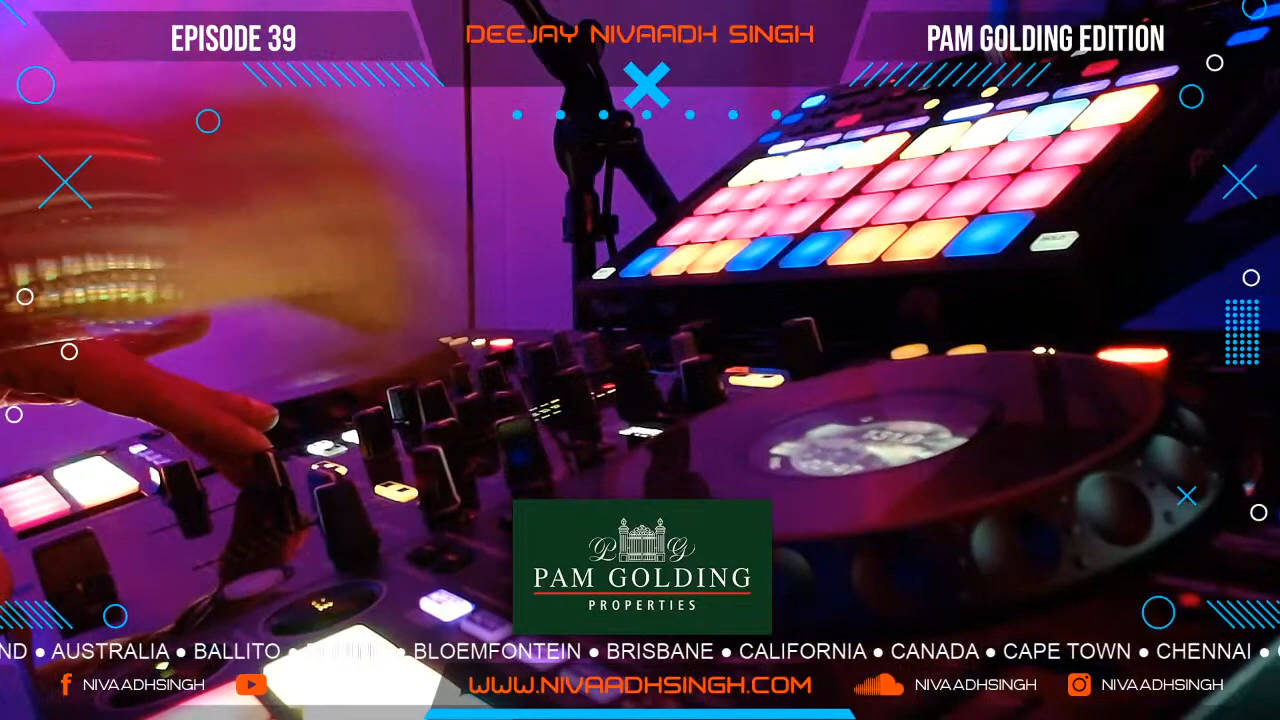 EPISODE 39
DEEJAY NIVAADH SINGH
PAM GOLDING EDITION
P G
PAM GOLDING
PROPERTIES
ND ● AUSTRALIA ● BALLITO ● ● BLOEMFONTEIN ● BRISBANE ● CALIFORNIA ● CANADA ● CAPE TOWN ● CHENNAI ●
NIVAADHSINGH
WWW.NIVAADHSINGH.COM
NIVAADHSINGH
NIVAADHSINGH